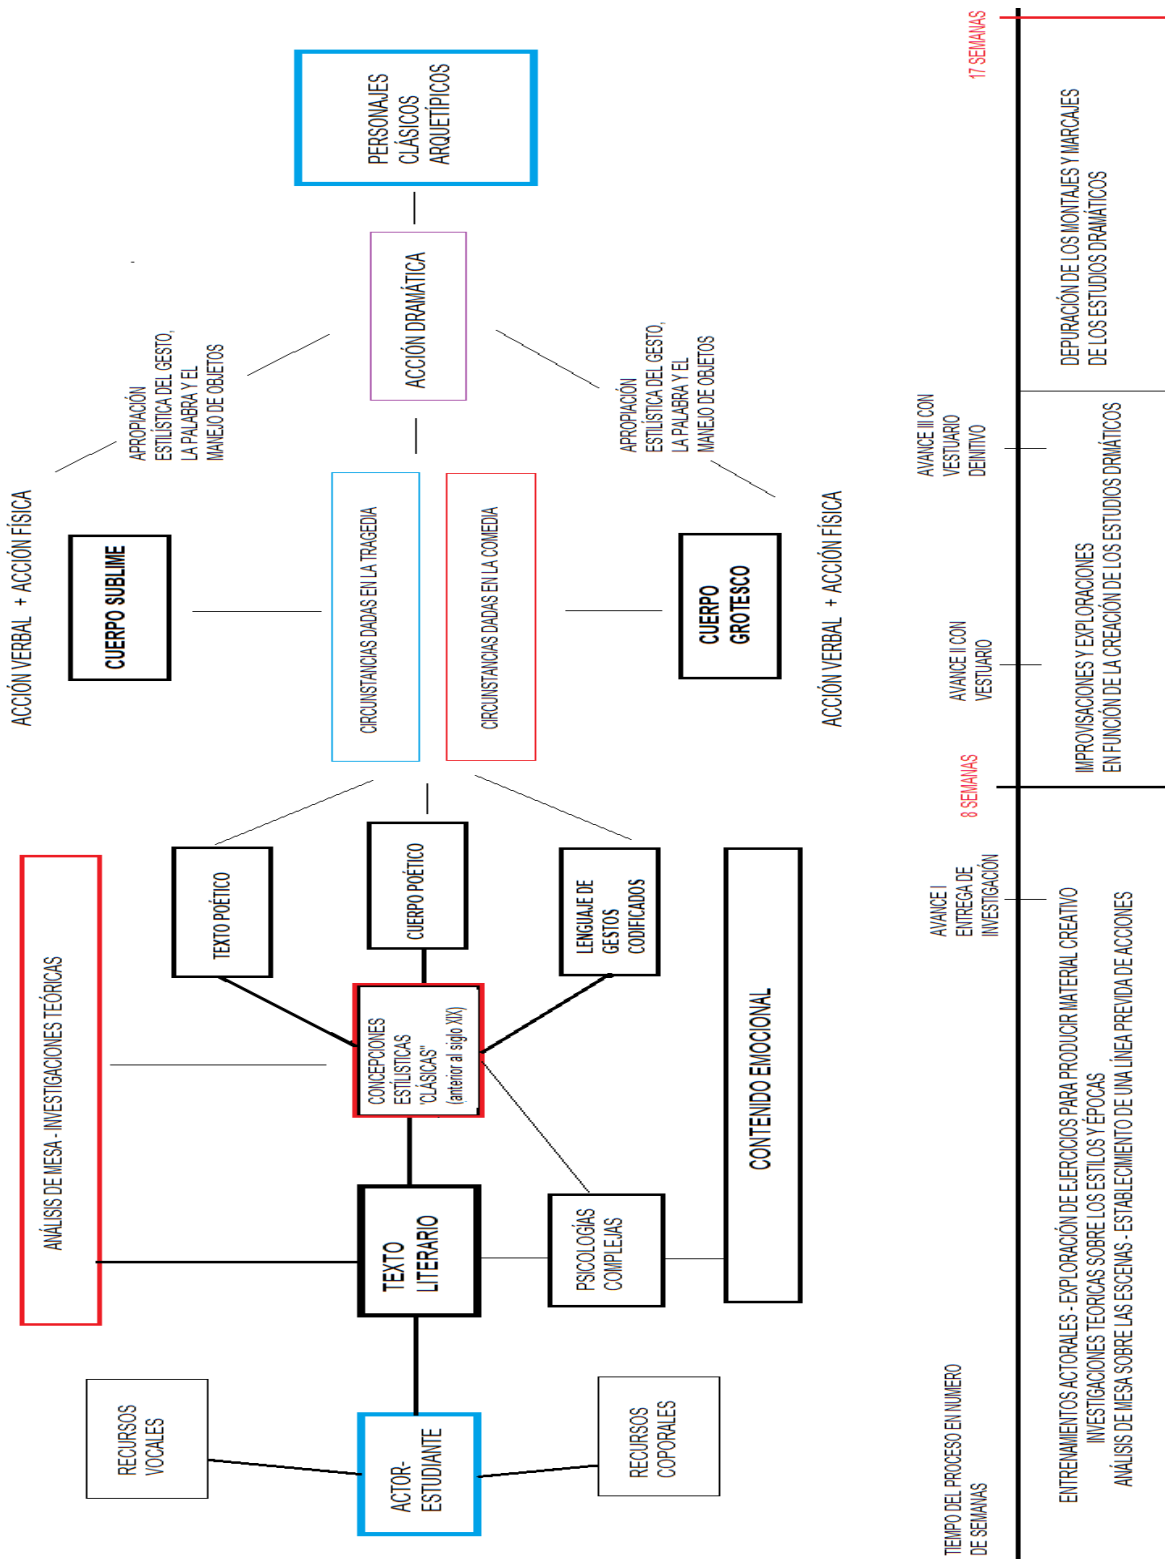 RECURSOS
VOCALES
ACTOR-
ESTUDIANTE
RECURSOS
COPORALES
ANÁLISIS DE MESA - INVESTIGACIONES TEÓRICAS
TEXTO
LITERARIO
PSICOLOGÍAS
COMPLEJAS
CONTENIDO EMOCIONAL
CONCEPCIONES
ESTÍLISTICAS
'CLÁSICAS"
(anterior al siglo XIX)
TEXTO POÉTICO
CUERPO POÉTICO
LENGUAJE DE
GESTOS
CODIFICADOS
ACCIÓN VERBAL + ACCIÓN FÍSICA
CUERPO SUBLIME
CIRCUNSTANCIAS DADAS EN LA TRAGEDIA
CIRCUNSTANCIAS DADAS EN LA COMEDIA
CUERPO
GROTESCO
ACCIÓN VERBAL + ACCIÓN FÍSICA
APROPIACIÓN
ESTILÍSTICA DEL GESTO,
LA PALABRA Y EL
MANEJO DE OBJETOS
ACCIÓN DRAMÁTICA
APROPIACIÓN
ESTILÍSTICA DEL GESTO,
LA PALABRA Y EL
MANEJO DE OBJETOS
PERSONAJES
CLÁSICOS
ARQUETÍPICOS
TIEMPO DEL PROCESO EN NUMERO
DE SEMANAS
AVANCE I
ENTREGA DE
INVESTIGACIÓN
8 SEMANAS
AVANCE II CON
VESTUARIO
AVANCE III CON
VESTUARIO
DEINITIVO
17 SEMANAS
ENTRENAMIENTOS ACTORALES - EXPLORACIÓN DE EJERCICIOS PARA PRODUCIR MATERIAL CREATIVO
INVESTIGACIONES TEORICAS SOBRE LOS ESTILOS Y ÉPOCAS
ANÁLISIS DE MESA SOBRE LAS ESCENAS - ESTABLECIMIENTO DE UNA LÍNEA PREVIDA DE ACCIONES
IMPROVISACIONES Y EXPLORACIONES
EN FUNCIÓN DE LA CREACIÓN DE LOS ESTUDIOS DRMÁTICOS
DEPURACIÓN DE LOS MONTAJES Y MARCAJES
DE LOS ESTUDIOS DRAMÁTICOS